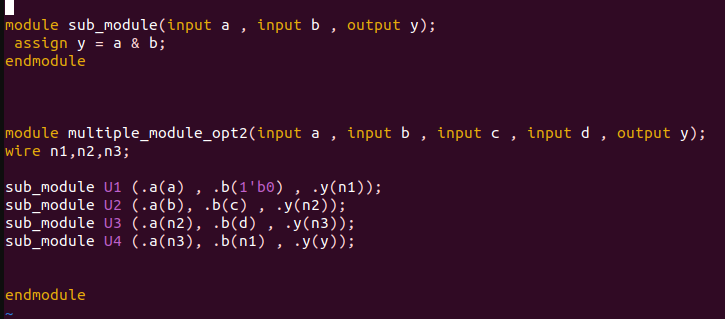 module sub_module(input a , input b , output y);
 assign y = a & b;
endmodule
module multiple_module_opt2(input a , input b , input c , input d , output y);
wire n1,n2,n3;
sub_module U1 (.a(a) , .b(1'b0) , .y(n1));
sub_module U2 (.a(b), .b(c) , .y(n2));
sub_module U3 (.a(n2), .b(d) , .y(n3));
sub_module U4 (.a(n3), .b(n1) , .y(y));
endmodule
~